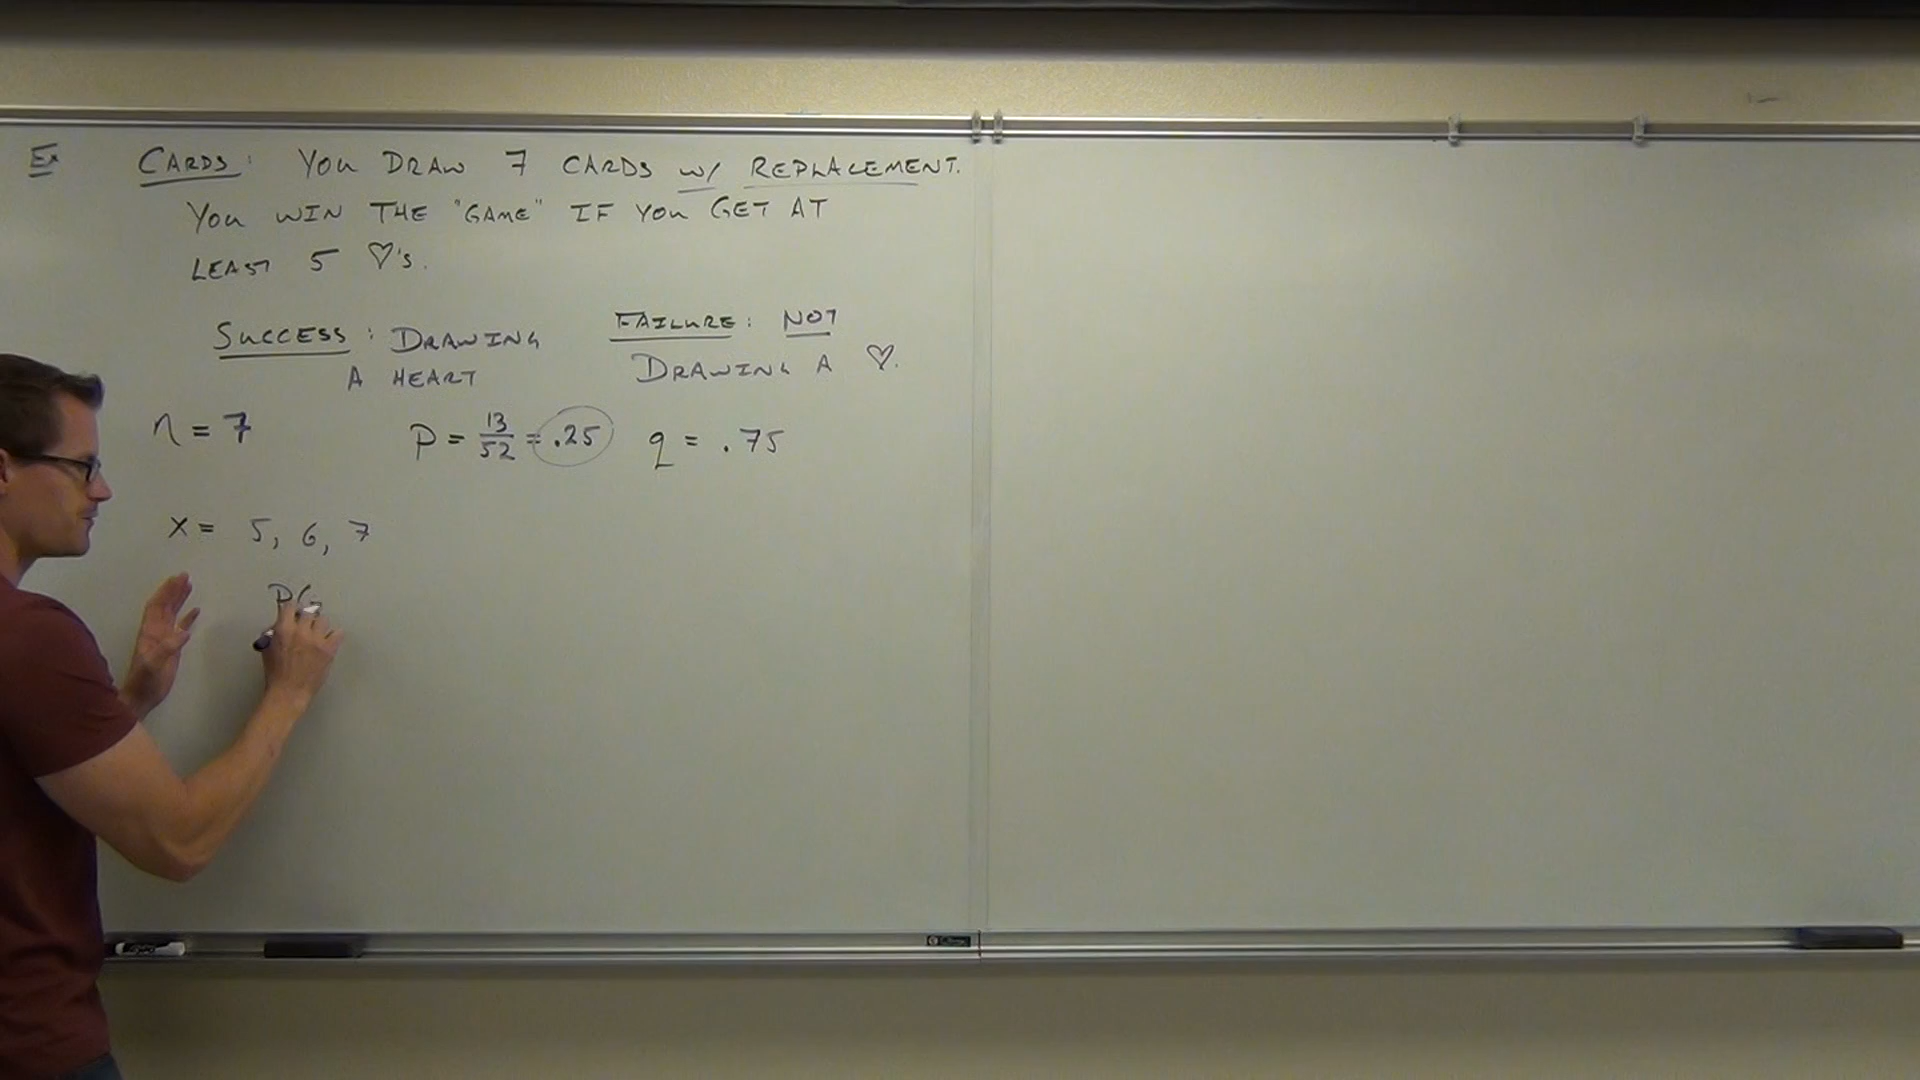 Ex CARDS: YOU DRAW 7 CARDS w/ REPLACEMENT.
YOU WIN THE "GAME" IF YOU GET AT
LEAST 5 ♡'s.
SUCCESS: DRAWING
A HEART
FAILURE: NOT
DRAWING A ♡.
n = 7
p = 13/52 = .25
q = .75
x = 5, 6, 7
P(